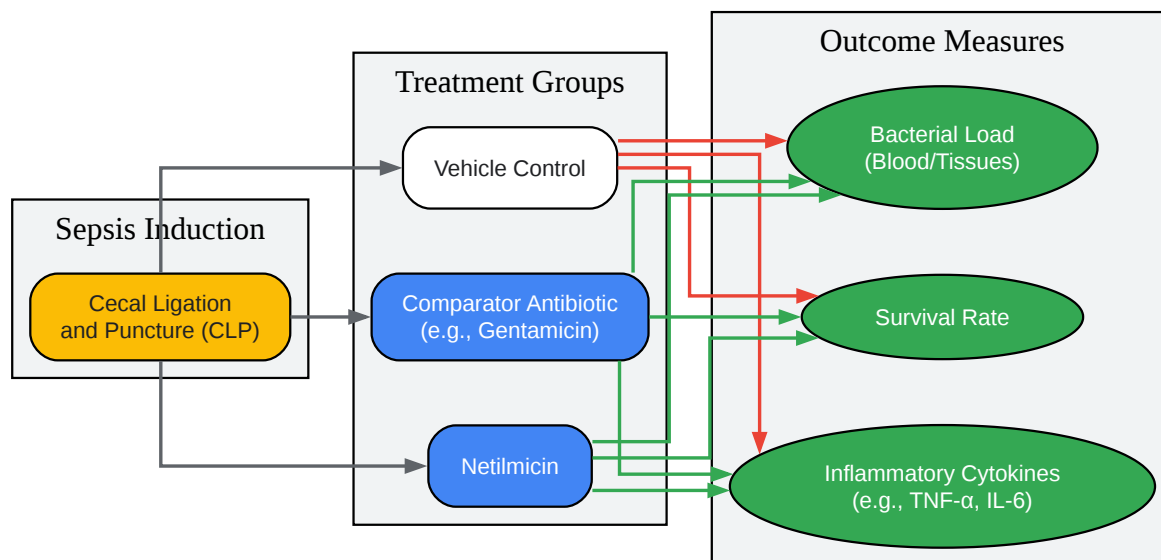 Sepsis Induction
Cecal Ligation
and Puncture (CLP)
Treatment Groups
Vehicle Control
Comparator Antibiotic
(e.g., Gentamicin)
Netilmicin
Outcome Measures
Bacterial Load
(Blood/Tissues)
Survival Rate
Inflammatory Cytokines
(e.g., TNF-α, IL-6)